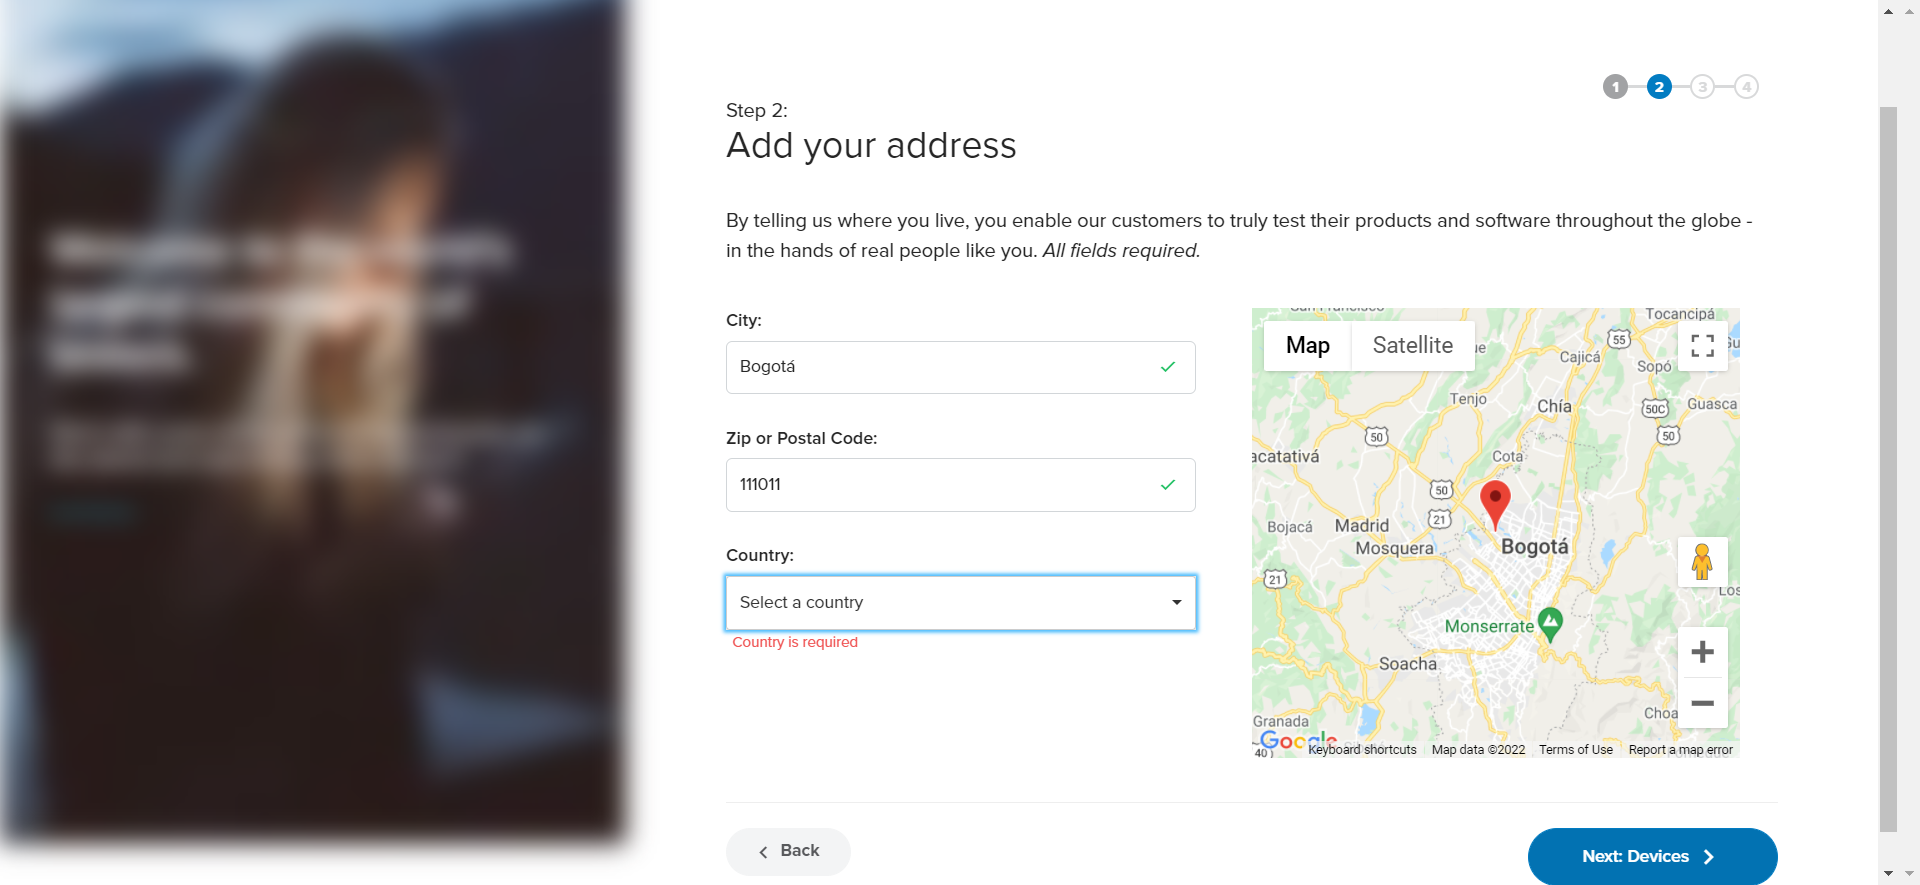 1 2 3 4
Step 2:
Add your address
By telling us where you live, you enable our customers to truly test their products and software throughout the globe -
in the hands of real people like you. All fields required.
City:
Bogotá
Zip or Postal Code:
111011
Country:
Select a country
Country is required
Map
Satellite
Tocancipá
55
Cajicá
Sopó
Tenjo
Chía
50C
Guasca
50
50
acatativá
Cota
50
21
Bojacá
Madrid
Mosquera
Bogotá
21
Monserrate
Soacha
Choa
Granada
40
Google
Keyboard shortcuts
Map data ©2022
Terms of Use
Report a map error
Back
Next: Devices